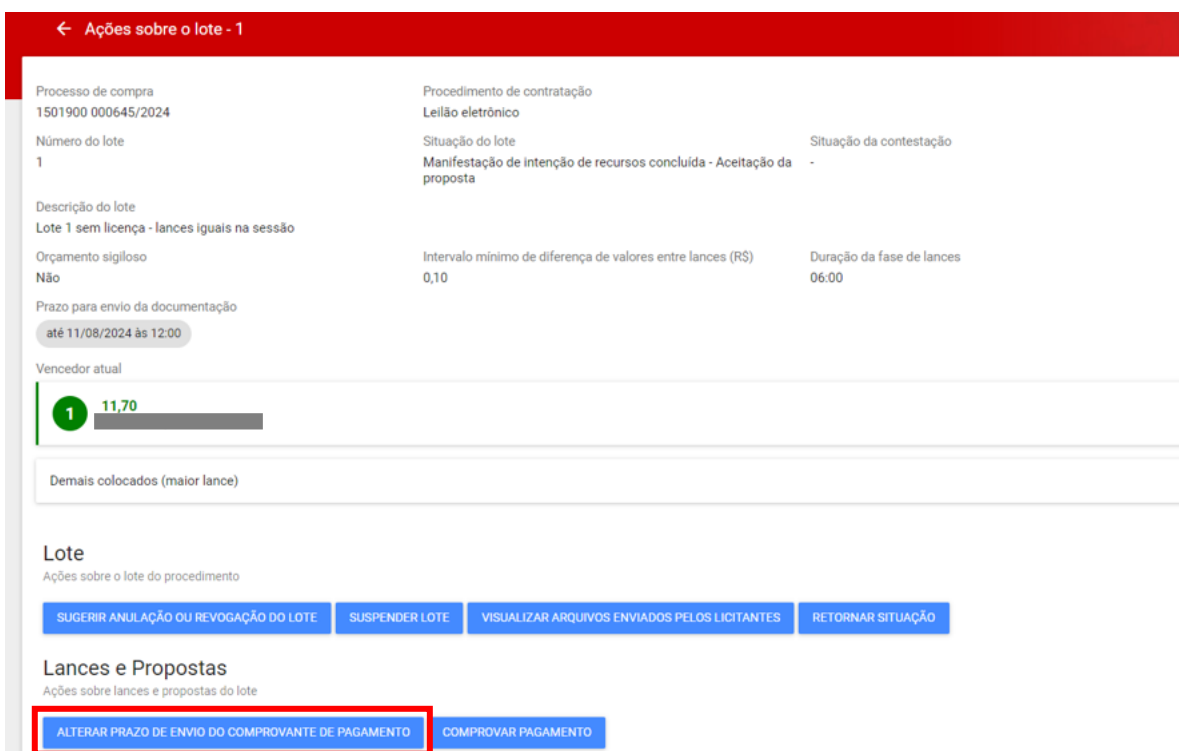 ← Ações sobre o lote - 1
Processo de compra
1501900 000645/2024
Procedimento de contratação
Leilão eletrônico
Número do lote
1
Situação do lote
Manifestação de intenção de recursos concluída - Aceitação da
proposta
Situação da contestação
-
Descrição do lote
Lote 1 sem licença - lances iguais na sessão
Orçamento sigiloso
Não
Intervalo mínimo de diferença de valores entre lances (R$)
0,10
Duração da fase de lances
06:00
Prazo para envio da documentação
até 11/08/2024 às 12:00
Vencedor atual
1
11,70
Demais colocados (maior lance)
Lote
Ações sobre o lote do procedimento
SUGERIR ANULAÇÃO OU REVOGAÇÃO DO LOTE
SUSPENDER LOTE
VISUALIZAR ARQUIVOS ENVIADOS PELOS LICITANTES
RETORNAR SITUAÇÃO
Lances e Propostas
Ações sobre lances e propostas do lote
ALTERAR PRAZO DE ENVIO DO COMPROVANTE DE PAGAMENTO
COMPROVAR PAGAMENTO